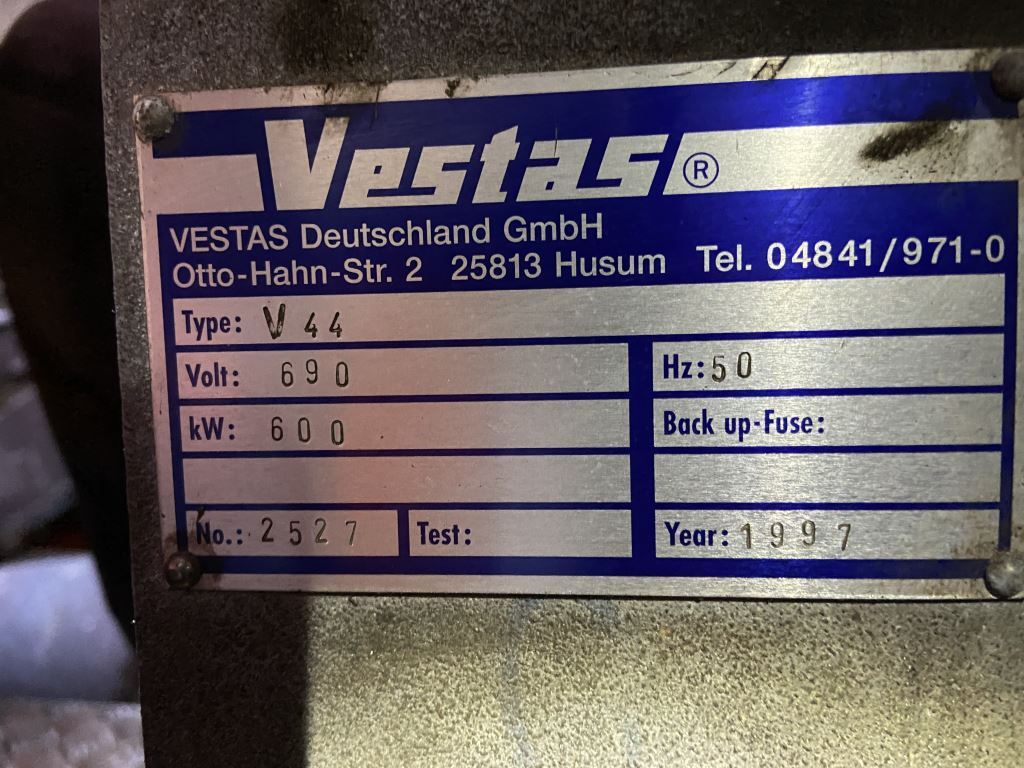 Vestas®
VESTAS Deutschland GmbH
Otto-Hahn-Str. 2 25813 Husum Tel. 04841/971-0
Type: V 44
Volt: 690 Hz: 50
kW: 600 Back up-Fuse:
No.: 2527 Test: Year: 1997